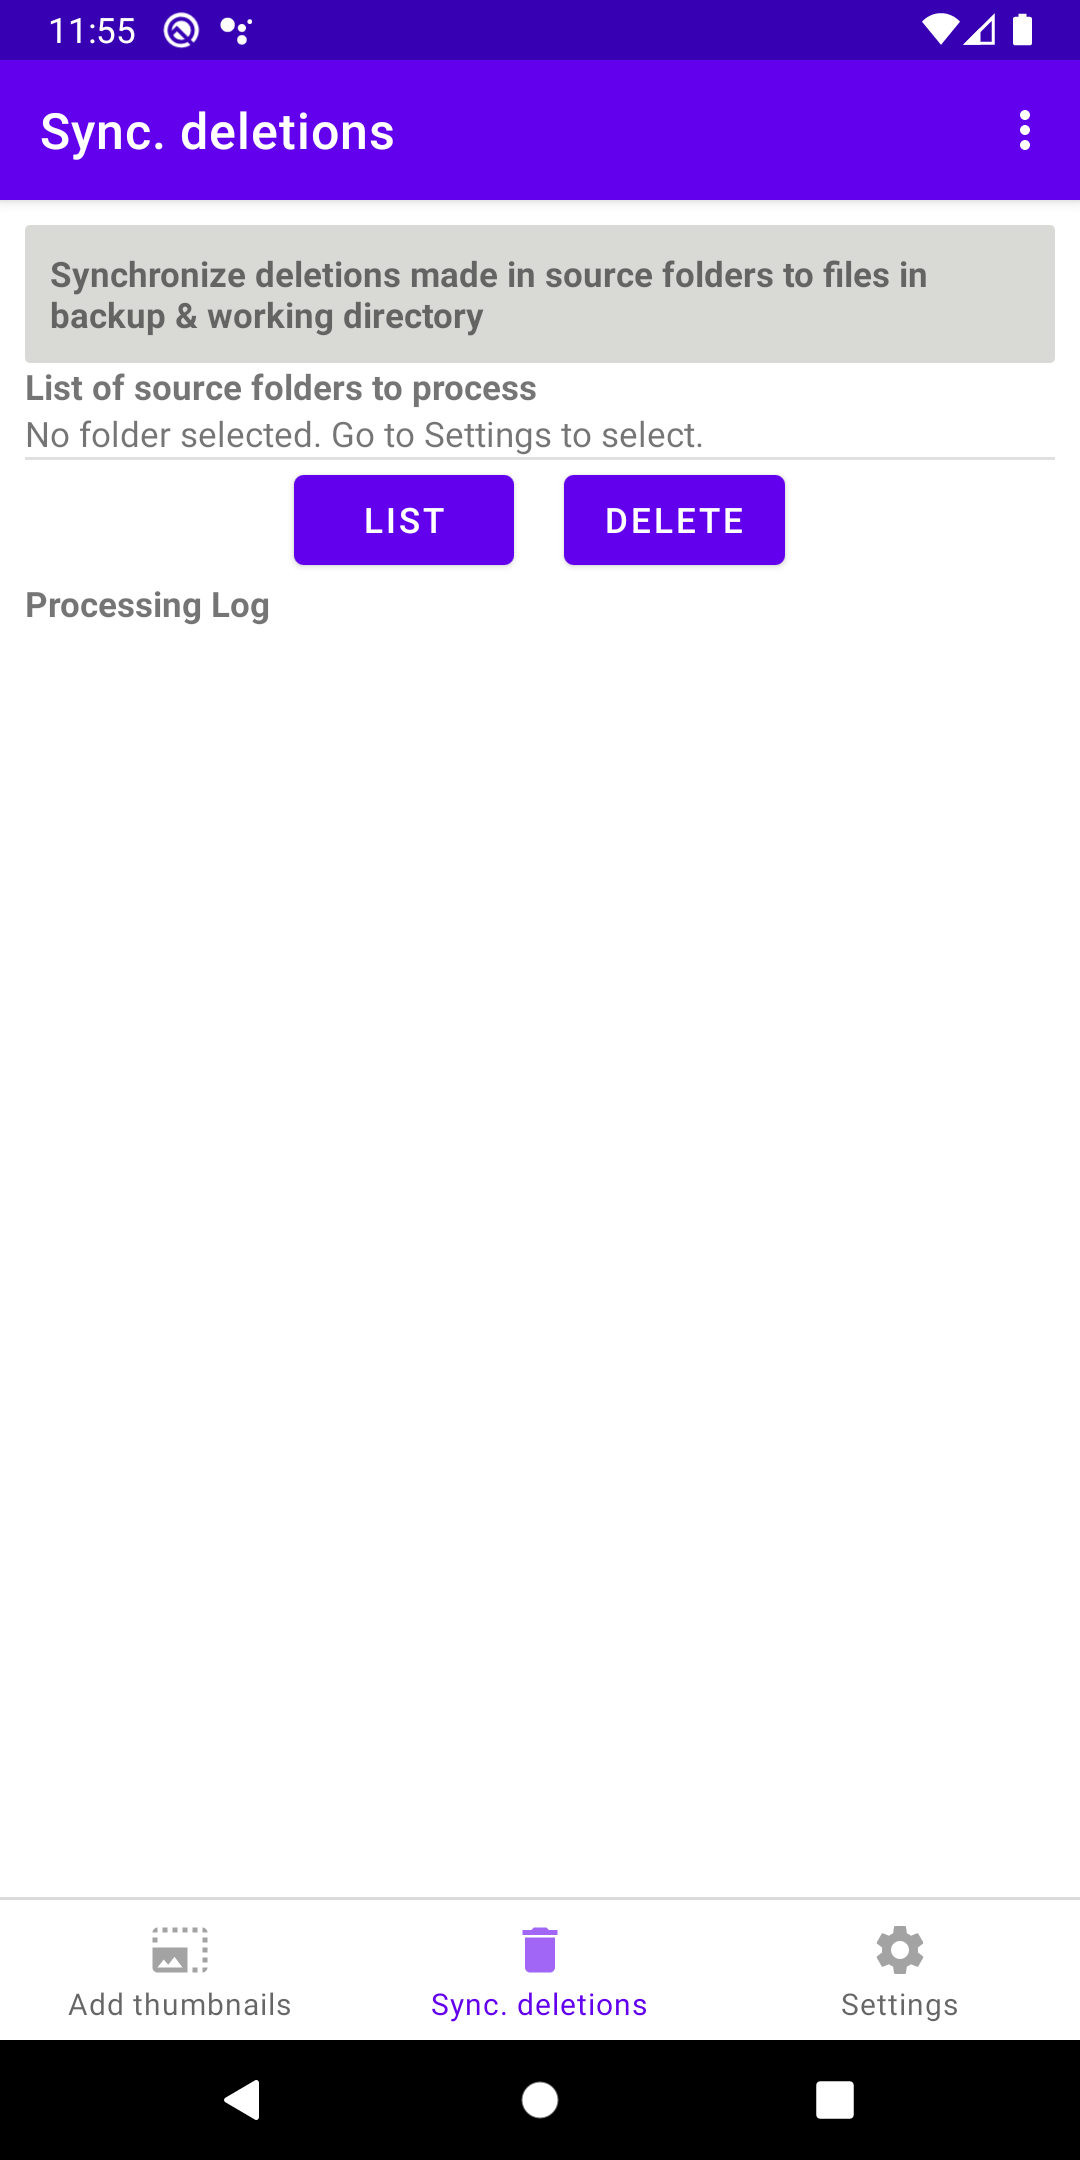 11:55
Sync. deletions
Synchronize deletions made in source folders to files in
backup & working directory
List of source folders to process
No folder selected. Go to Settings to select.
LIST
DELETE
Processing Log
Add thumbnails
Sync. deletions
Settings